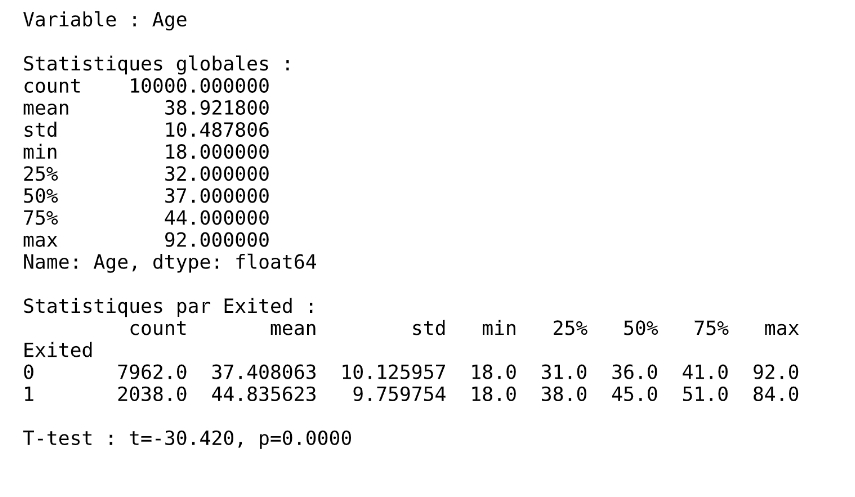 Variable : Age
Statistiques globales :
count    10000.000000
mean        38.921800
std         10.487806
min         18.000000
25%         32.000000
50%         37.000000
75%         44.000000
max         92.000000
Name: Age, dtype: float64
Statistiques par Exited :
         count       mean        std   min   25%   50%   75%   max
Exited
0       7962.0  37.408063  10.125957  18.0  31.0  36.0  41.0  92.0
1       2038.0  44.835623   9.759754  18.0  38.0  45.0  51.0  84.0
T-test : t=-30.420, p=0.0000